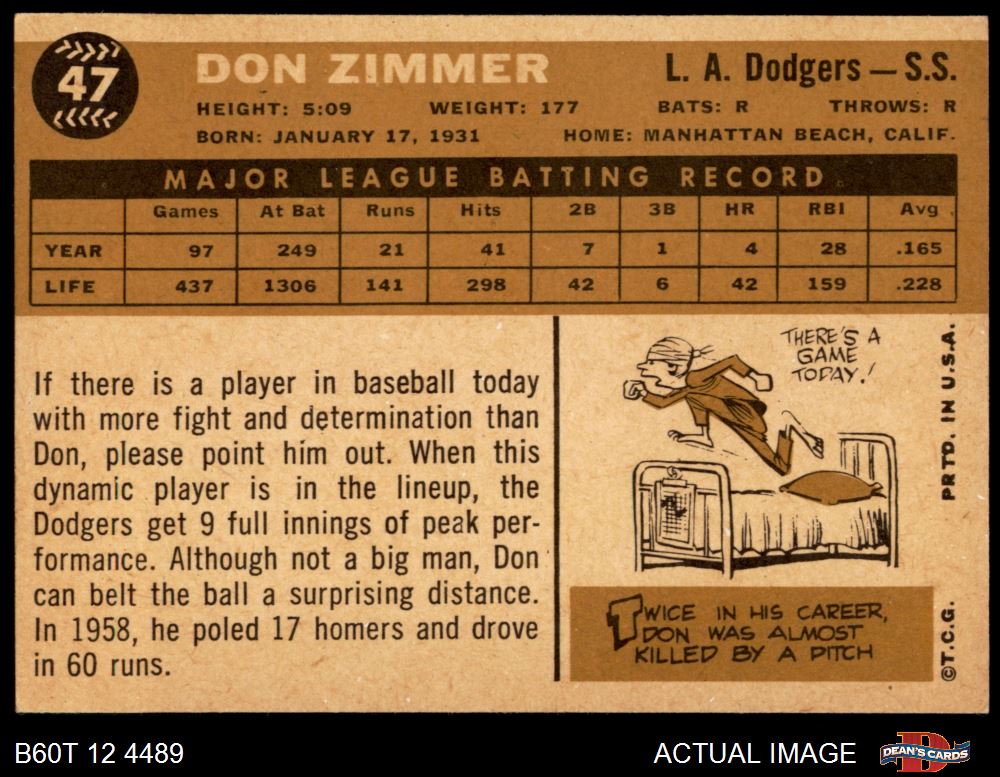 47
DON ZIMMER
L. A. Dodgers — S.S.
HEIGHT: 5:09 WEIGHT: 177 BATS: R THROWS: R
BORN: JANUARY 17, 1931 HOME: MANHATTAN BEACH, CALIF.
MAJOR LEAGUE BATTING RECORD
Games At Bat Runs Hits 2B 3B HR RBI Avg.
YEAR 97 249 21 41 7 1 4 28 .165
LIFE 437 1306 141 298 42 6 42 159 .228
If there is a player in baseball today
with more fight and determination than
Don, please point him out. When this
dynamic player is in the lineup, the
Dodgers get 9 full innings of peak per-
formance. Although not a big man, Don
can belt the ball a surprising distance.
In 1958, he poled 17 homers and drove
in 60 runs.
THERE'S A
GAME
TODAY!
TWICE IN HIS CAREER,
DON WAS ALMOST
KILLED BY A PITCH
©T.C.G. PRTD. IN U.S.A.
B60T 12 4489
ACTUAL IMAGE
DEAN'S CARDS